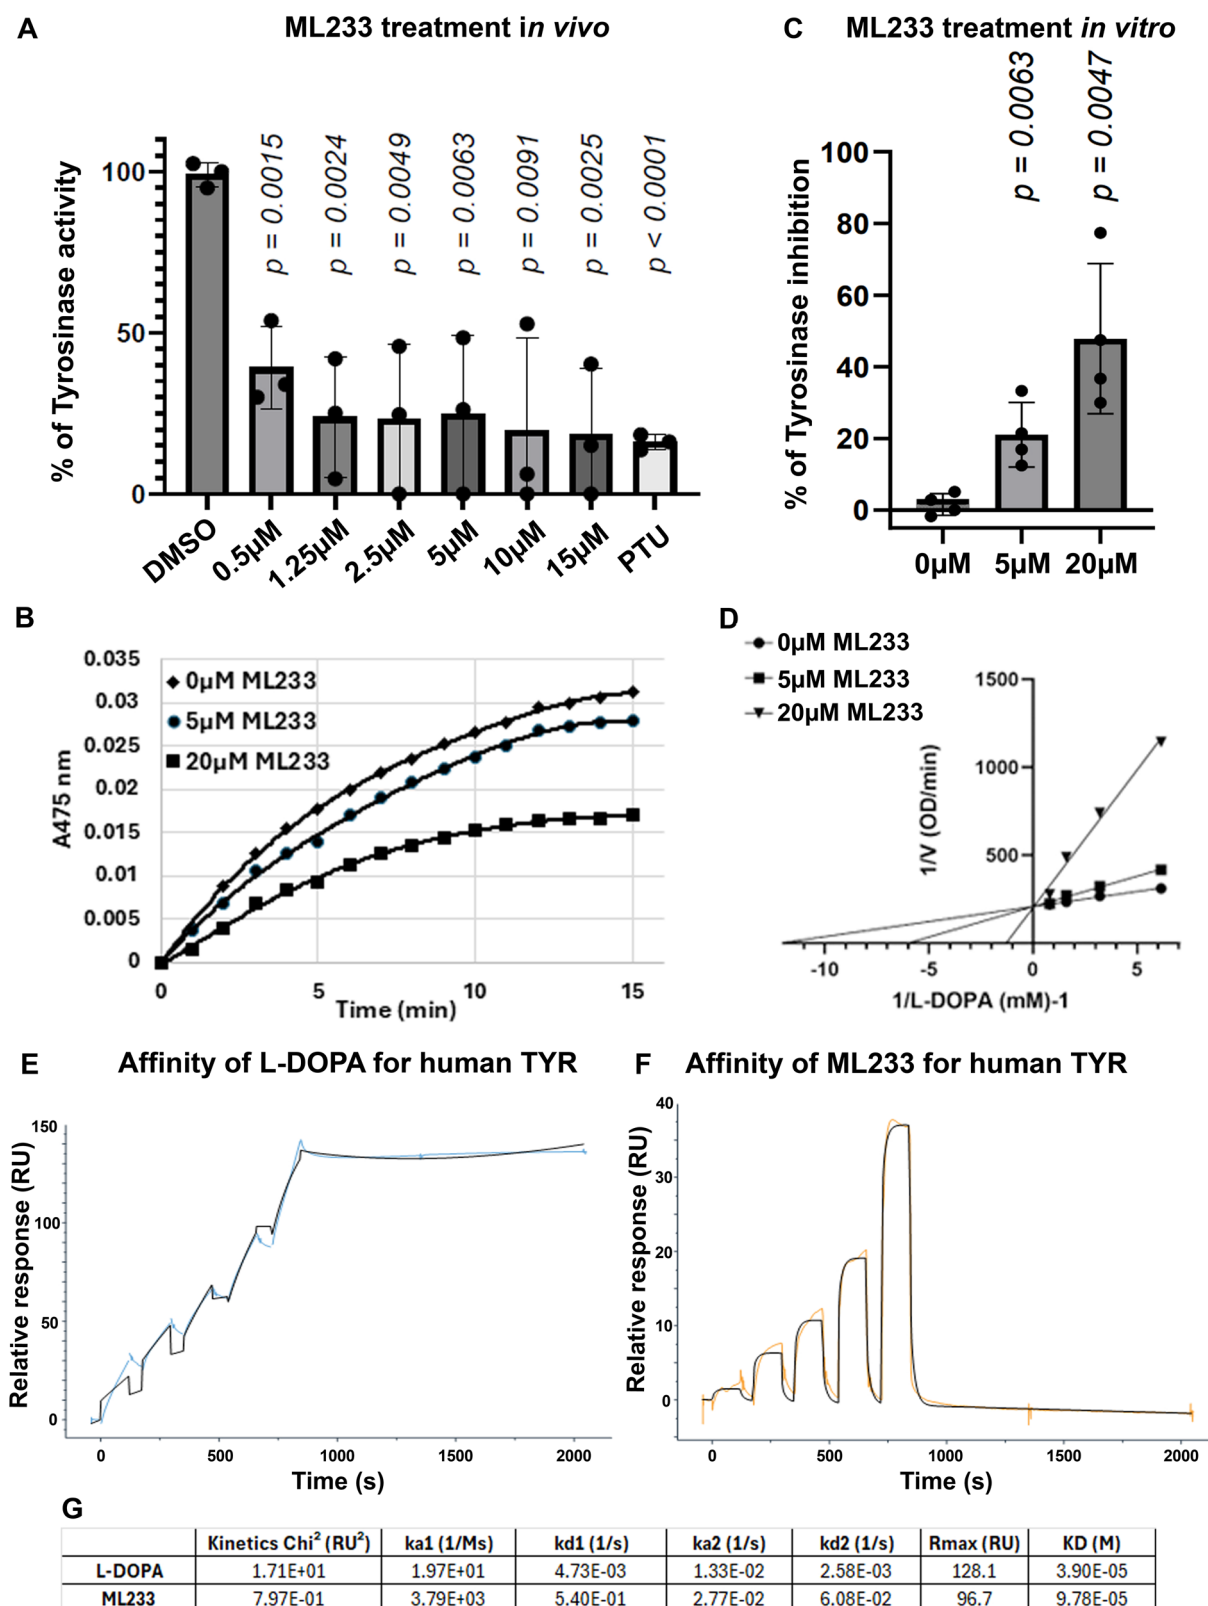 A
ML233 treatment in vivo
% of Tyrosinase activity
100
50
0
p = 0.0015
p = 0.0024
p = 0.0049
p = 0.0063
p = 0.0091
p = 0.0025
p < 0.0001
DMSO
0.5µM
1.25µM
2.5µM
5µM
10µM
15µM
PTU
C
ML233 treatment in vitro
% of Tyrosinase inhibition
100
80
60
40
20
0
p = 0.0063
p = 0.0047
0µM
5µM
20µM
B
A475 nm
0.035
0.03
0.025
0.02
0.015
0.01
0.005
0
0µM ML233
5µM ML233
20µM ML233
0
5
10
15
Time (min)
D
0µM ML233
5µM ML233
20µM ML233
1/V (OD/min)
1500
1000
500
-10
-5
0
5
1/L-DOPA (mM)-1
E
Affinity of L-DOPA for human TYR
Relative response (RU)
150
100
50
0
0
500
1000
1500
2000
Time (s)
F
Affinity of ML233 for human TYR
Relative response (RU)
40
30
20
10
0
0
500
1000
1500
2000
Time (s)
G
Kinetics Chi² (RU²) ka1 (1/Ms) kd1 (1/s) ka2 (1/s) kd2 (1/s) Rmax (RU) KD (M)
L-DOPA 1.71E+01 1.97E+01 4.73E-03 1.33E-02 2.58E-03 128.1 3.90E-05
ML233 7.97E-01 3.79E+03 5.40E-01 2.77E-02 6.08E-02 96.7 9.78E-05